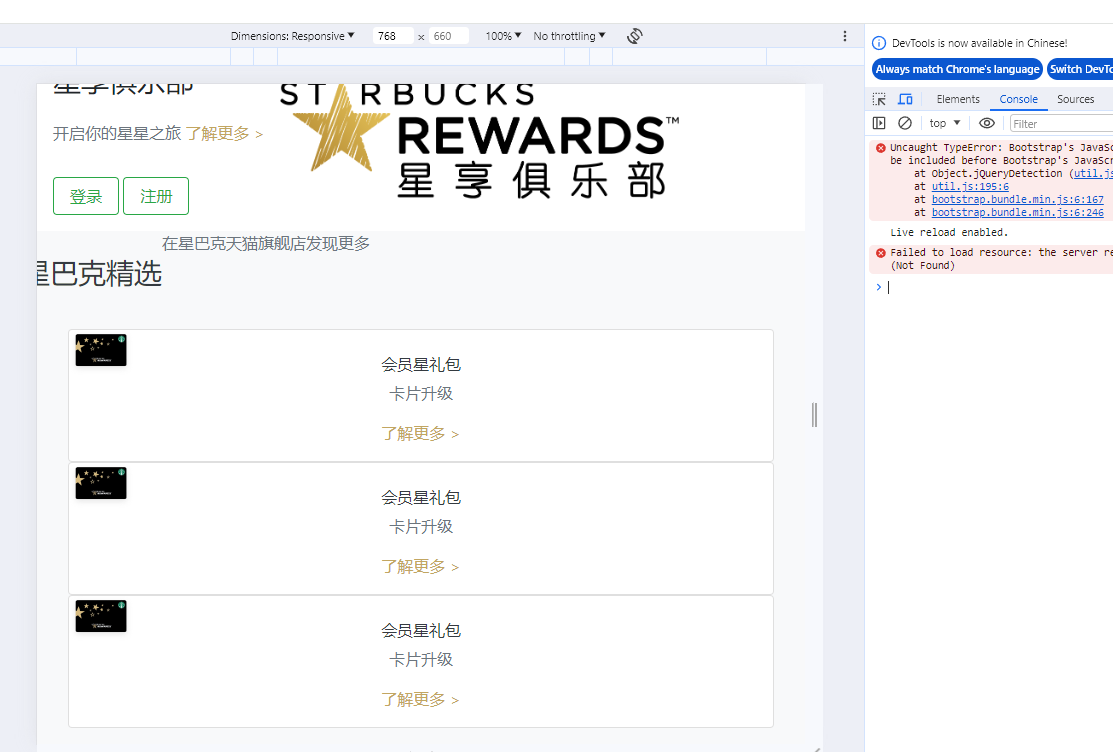 Dimensions: Responsive ▼ 768 x 660 100% ▼ No throttling ▼
DevTools is now available in Chinese!
Always match Chrome's language Switch DevTo
Elements Console Sources
top ▼ Filter
Uncaught TypeError: Bootstrap's JavaSc
be included before Bootstrap's JavaScr
at Object.jQueryDetection (util.js
at util.js:195:6
at bootstrap.bundle.min.js:6:167
at bootstrap.bundle.min.js:6:246
Live reload enabled.
Failed to load resource: the server re
(Not Found)
星享俱乐部
开启你的星星之旅 了解更多 >
登录 注册
STARBUCKS
REWARDS™
星享俱乐部
在星巴克天猫旗舰店发现更多
星巴克精选
会员星礼包
卡片升级
了解更多 >
会员星礼包
卡片升级
了解更多 >
会员星礼包
卡片升级
了解更多 >